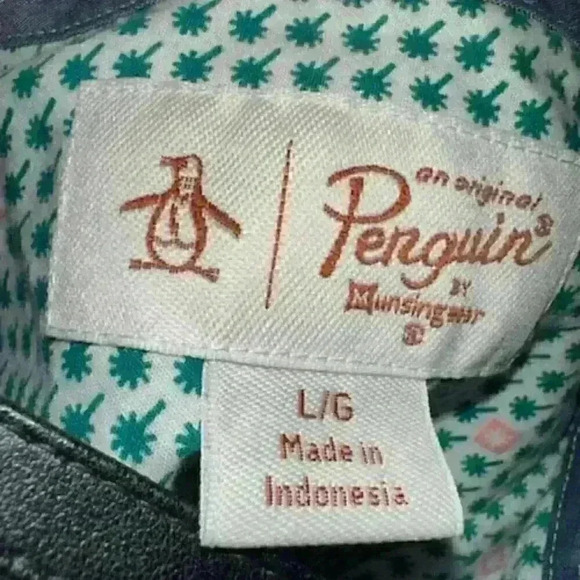 an original
Penguin®
BY
Munsingwear
®
L/G
Made in
Indonesia